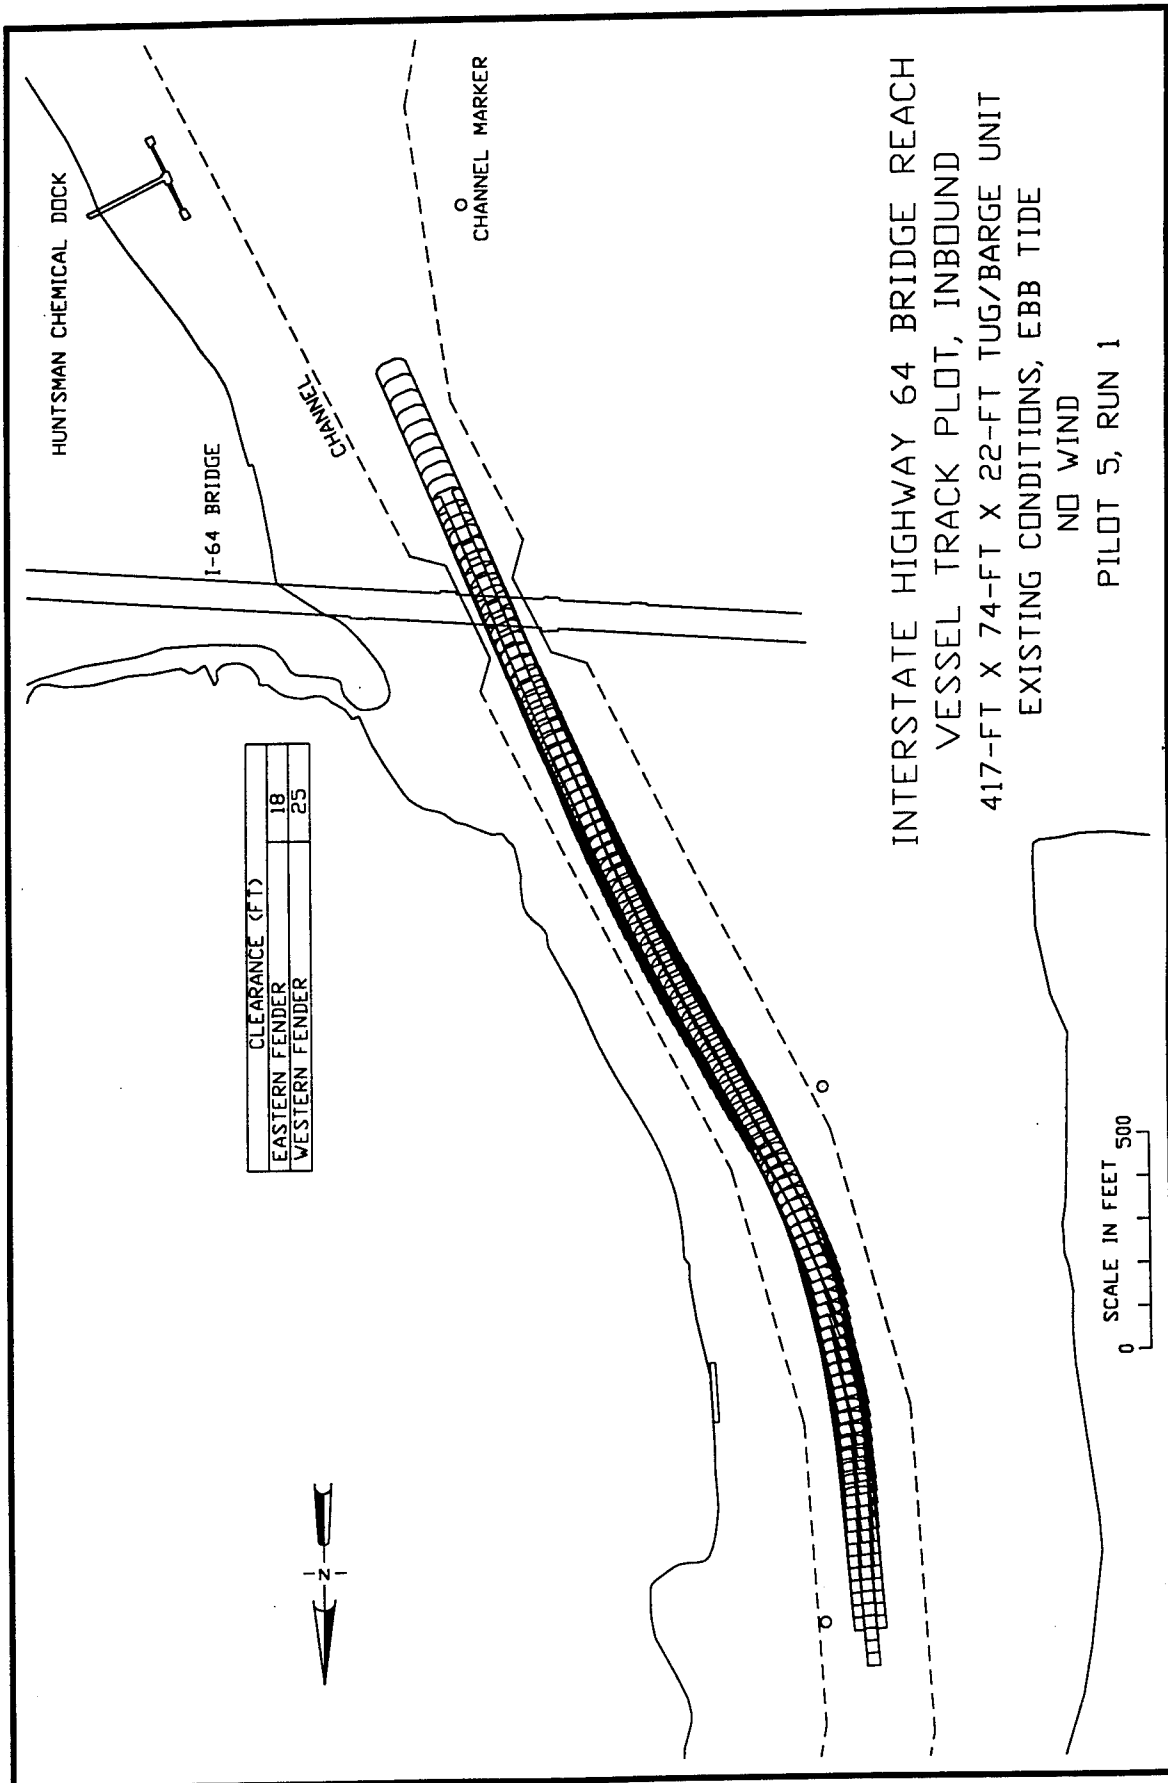 HUNTSMAN CHEMICAL DOCK
CHANNEL MARKER
CHANNEL
I-64 BRIDGE
CLEARANCE (FT)
EASTERN FENDER 18
WESTERN FENDER 25
-N-
SCALE IN FEET
0 500
INTERSTATE HIGHWAY 64 BRIDGE REACH
VESSEL TRACK PLOT, INBOUND
417-FT X 74-FT X 22-FT TUG/BARGE UNIT
EXISTING CONDITIONS, EBB TIDE
NO WIND
PILOT 5, RUN 1